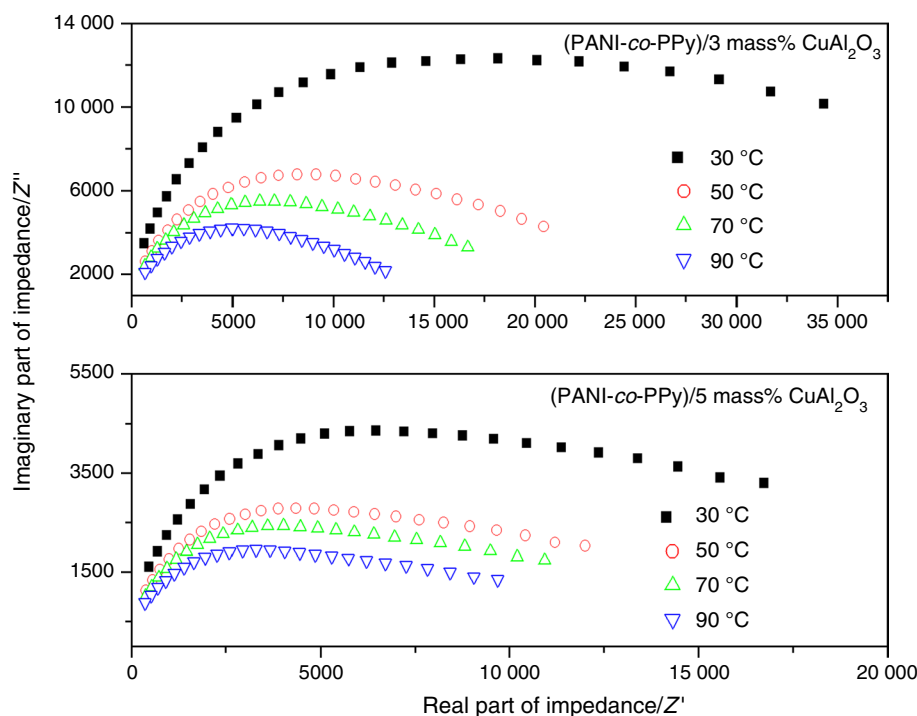 Imaginary part of impedance/Z''
14 000
10 000
6000
2000
(PANI-co-PPy)/3 mass% CuAl₂O₃
30 °C
50 °C
70 °C
90 °C
0 5000 10 000 15 000 20 000 25 000 30 000 35 000
5500
3500
1500
(PANI-co-PPy)/5 mass% CuAl₂O₃
30 °C
50 °C
70 °C
90 °C
0 5000 10 000 15 000 20 000
Real part of impedance/Z'